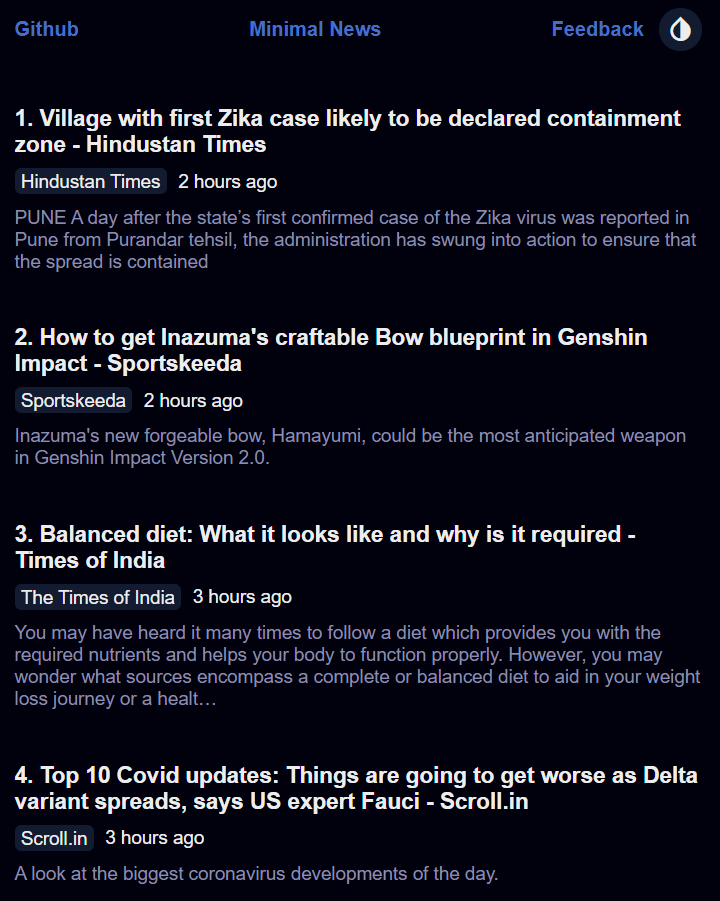 Github
Minimal News
Feedback
1. Village with first Zika case likely to be declared containment
zone - Hindustan Times
Hindustan Times 2 hours ago
PUNE A day after the state’s first confirmed case of the Zika virus was reported in
Pune from Purandar tehsil, the administration has swung into action to ensure that
the spread is contained
2. How to get Inazuma's craftable Bow blueprint in Genshin
Impact - Sportskeeda
Sportskeeda 2 hours ago
Inazuma's new forgeable bow, Hamayumi, could be the most anticipated weapon
in Genshin Impact Version 2.0.
3. Balanced diet: What it looks like and why is it required -
Times of India
The Times of India 3 hours ago
You may have heard it many times to follow a diet which provides you with the
required nutrients and helps your body to function properly. However, you may
wonder what sources encompass a complete or balanced diet to aid in your weight
loss journey or a healt…
4. Top 10 Covid updates: Things are going to get worse as Delta
variant spreads, says US expert Fauci - Scroll.in
Scroll.in 3 hours ago
A look at the biggest coronavirus developments of the day.